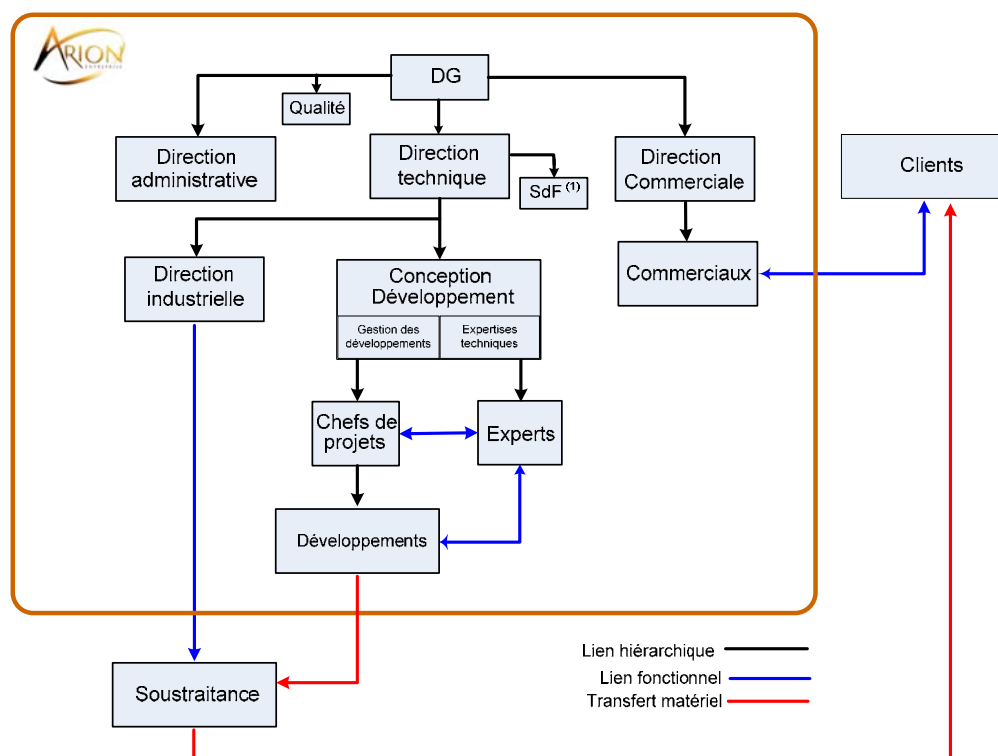 ARION
ENTREPRISE
DG
Qualité
Direction
administrative
Direction
technique
SdF (1)
Direction
Commerciale
Clients
Direction
industrielle
Conception
Développement
Gestion des
développements
Expertises
techniques
Commerciaux
Chefs de
projets
Experts
Développements
Soustraitance
Lien hiérarchique
Lien fonctionnel
Transfert matériel